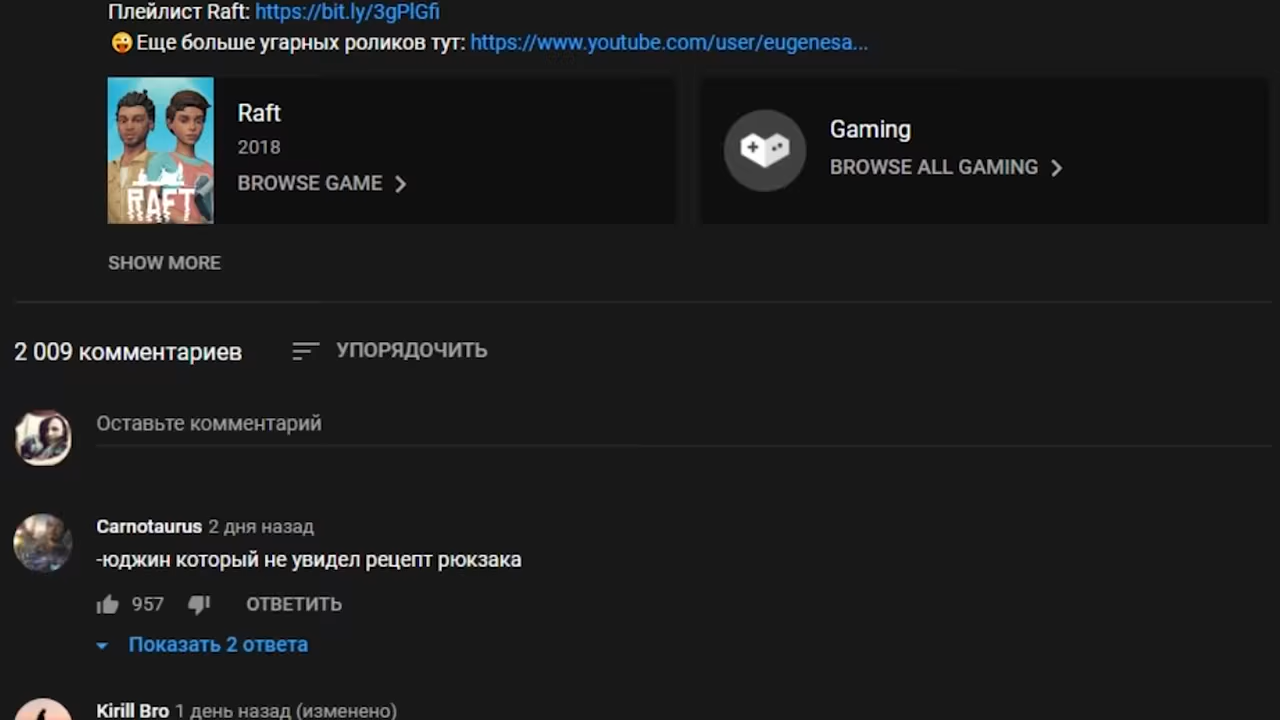 Плейлист Raft: https://bit.ly/3gPlGfi
😜Еще больше угарных роликов тут: https://www.youtube.com/user/eugenesa...
RAFT
Raft
2018
BROWSE GAME
Gaming
BROWSE ALL GAMING
SHOW MORE
2 009 комментариев
УПОРЯДОЧИТЬ
Оставьте комментарий
Carnotaurus 2 дня назад
-юджин который не увидел рецепт рюкзака
957
ОТВЕТИТЬ
Показать 2 ответа
Kirill Bro 1 день назад (изменено)